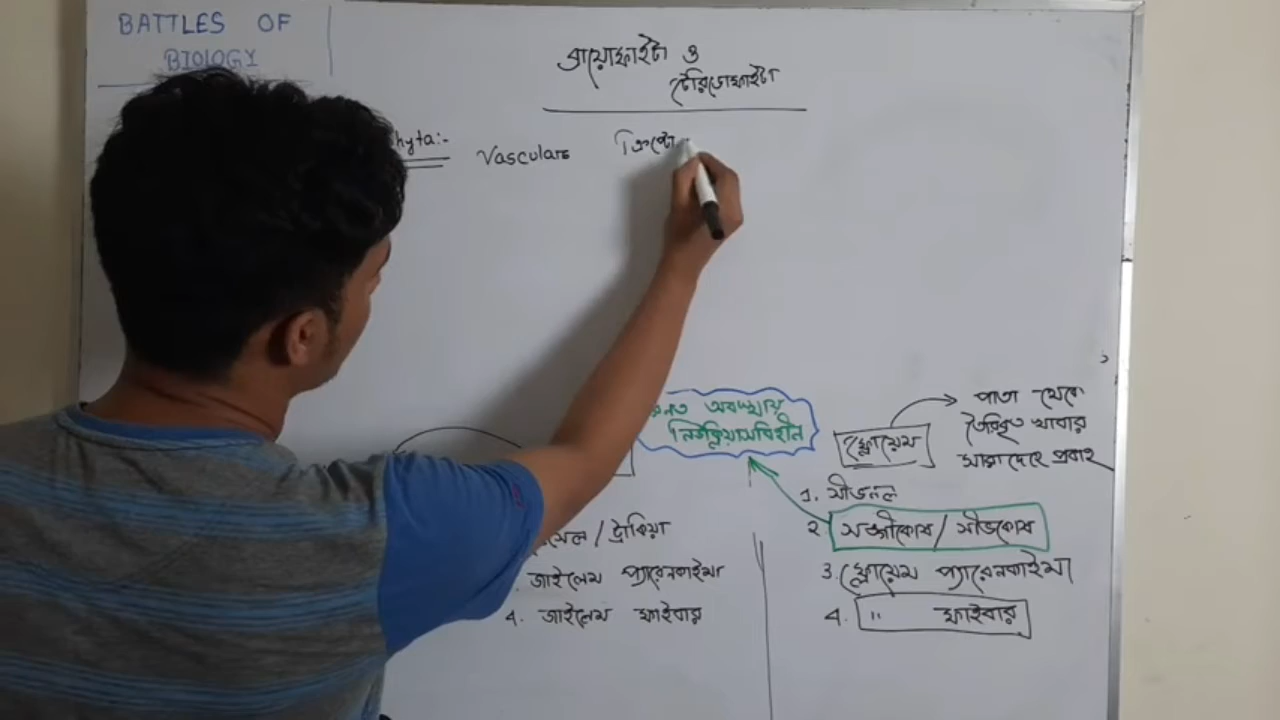 BATTLES OF
BIOLOGY
ব্রায়োফাইটা ও
টেরিডোফাইটা
hyta:-
Vasculars
ক্রিপ্টো
অবস্থায়
নিউক্লিয়াসবিহীন
ফ্লোয়েম
পাতা থেকে
তৈরিকৃত খাবার
সারাদেহে প্রবাহ
1. সীভনল
2. সঙ্গীকোষ / সীভকোষ
3. ফ্লোয়েম প্যারেনকাইমা
4. " ফাইবার
সেল / ট্রাকিয়া
জাইলেম প্যারেনকাইমা
4. জাইলেম ফাইবার